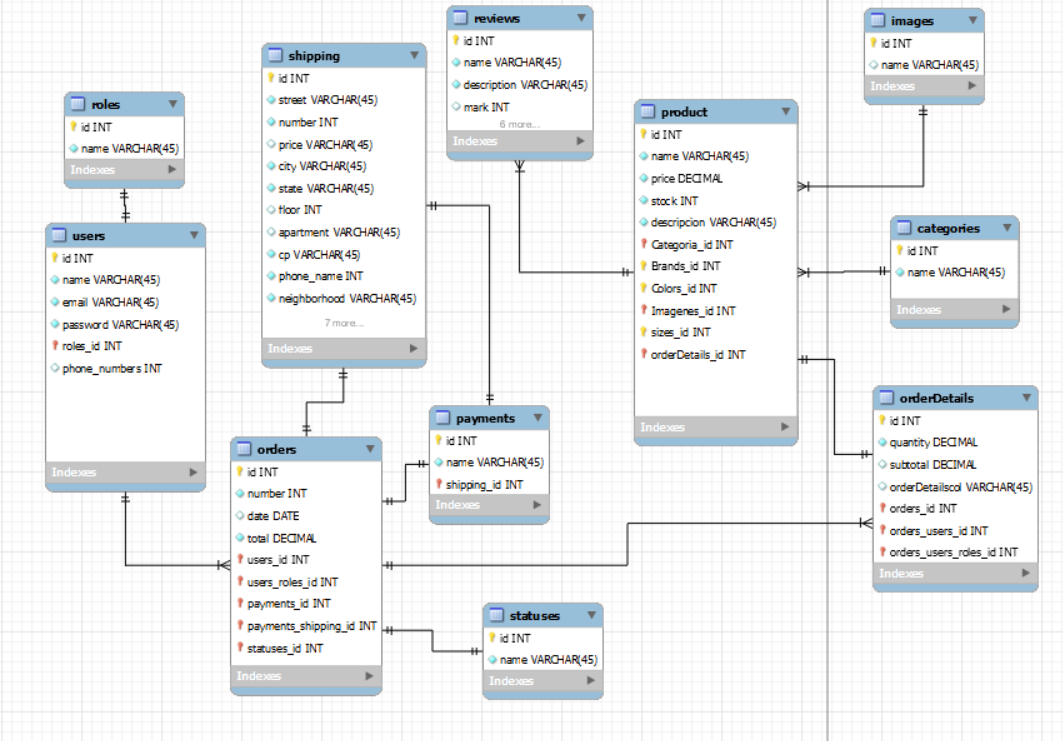 roles
id INT
name VARCHAR(45)
Indexes
users
id INT
name VARCHAR(45)
email VARCHAR(45)
password VARCHAR(45)
roles_id INT
phone_numbers INT
Indexes
shipping
id INT
street VARCHAR(45)
number INT
price VARCHAR(45)
city VARCHAR(45)
state VARCHAR(45)
floor INT
apartment VARCHAR(45)
cp VARCHAR(45)
phone_name INT
neighborhood VARCHAR(45)
7 more...
Indexes
reviews
id INT
name VARCHAR(45)
description VARCHAR(45)
mark INT
6 more...
Indexes
product
id INT
name VARCHAR(45)
price DECIMAL
stock INT
descripcion VARCHAR(45)
Categoria_id INT
Brands_id INT
Colors_id INT
Imagenes_id INT
sizes_id INT
orderDetails_id INT
Indexes
images
id INT
name VARCHAR(45)
Indexes
categories
id INT
name VARCHAR(45)
Indexes
orders
id INT
number INT
date DATE
total DECIMAL
users_id INT
users_roles_id INT
payments_id INT
payments_shipping_id INT
statuses_id INT
Indexes
payments
id INT
name VARCHAR(45)
shipping_id INT
Indexes
statuses
id INT
name VARCHAR(45)
Indexes
orderDetails
id INT
quantity DECIMAL
subtotal DECIMAL
orderDetailscol VARCHAR(45)
orders_id INT
orders_users_id INT
orders_users_roles_id INT
Indexes